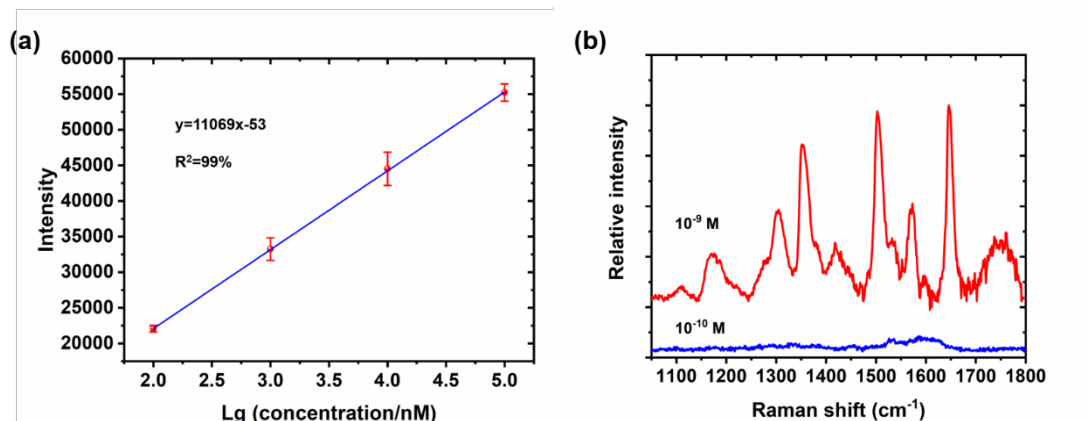 (a)
60000
55000
50000
45000
40000
35000
30000
25000
20000
Intensity
y=11069x-53
R²=99%
2.0 2.5 3.0 3.5 4.0 4.5 5.0
Lg (concentration/nM)
(b)
Relative intensity
10⁻⁹ M
10⁻¹⁰ M
1100 1200 1300 1400 1500 1600 1700 1800
Raman shift (cm⁻¹)